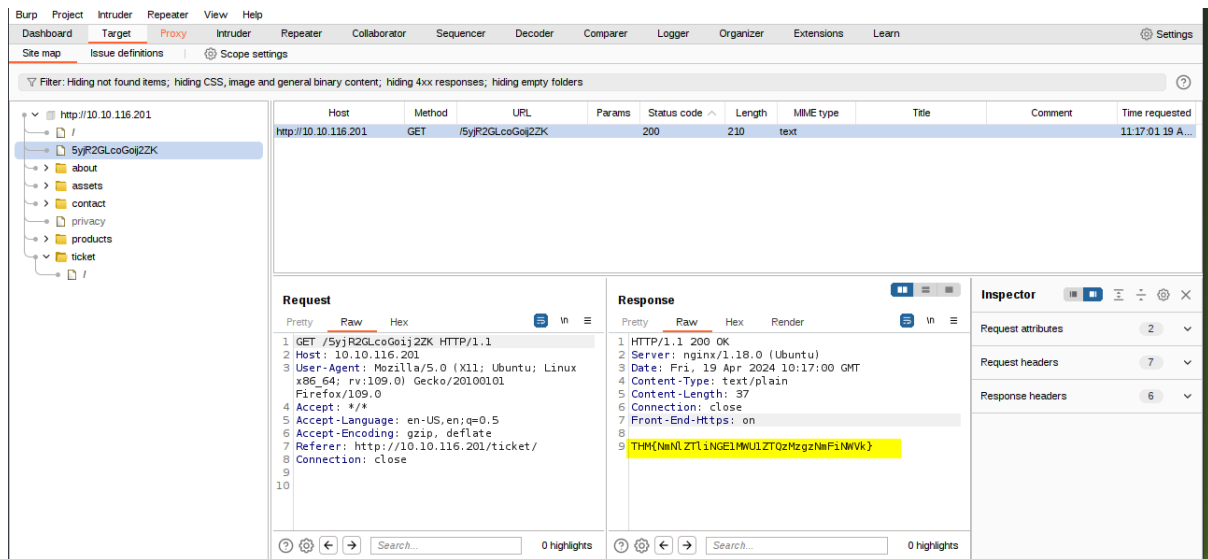 Burp Project Intruder Repeater View Help
Dashboard Target Proxy Intruder Repeater Collaborator Sequencer Decoder Comparer Logger Organizer Extensions Learn Settings
Site map Issue definitions Scope settings
Filter: Hiding not found items; hiding CSS, image and general binary content; hiding 4xx responses; hiding empty folders
http://10.10.116.201
/
5yjR2GLcoGoij2ZK
about
assets
contact
privacy
products
ticket
/
Host Method URL Params Status code Length MIME type Title Comment Time requested
http://10.10.116.201 GET /5yjR2GLcoGoij2ZK 200 210 text 11:17:01 19 A...
Request
Pretty Raw Hex \n
1 GET /5yjR2GLcoGoij2ZK HTTP/1.1
2 Host: 10.10.116.201
3 User-Agent: Mozilla/5.0 (X11; Ubuntu; Linux
x86_64; rv:109.0) Gecko/20100101
Firefox/109.0
4 Accept: */*
5 Accept-Language: en-US,en;q=0.5
6 Accept-Encoding: gzip, deflate
7 Referer: http://10.10.116.201/ticket/
8 Connection: close
9
10
Search... 0 highlights
Response
Pretty Raw Hex Render \n
1 HTTP/1.1 200 OK
2 Server: nginx/1.18.0 (Ubuntu)
3 Date: Fri, 19 Apr 2024 10:17:00 GMT
4 Content-Type: text/plain
5 Content-Length: 37
6 Connection: close
7 Front-End-Https: on
8
9 THM{NmNlZTliNGE1MWU1ZTQzMzgzNmFiNWVk}
Search... 0 highlights
Inspector
Request attributes 2
Request headers 7
Response headers 6